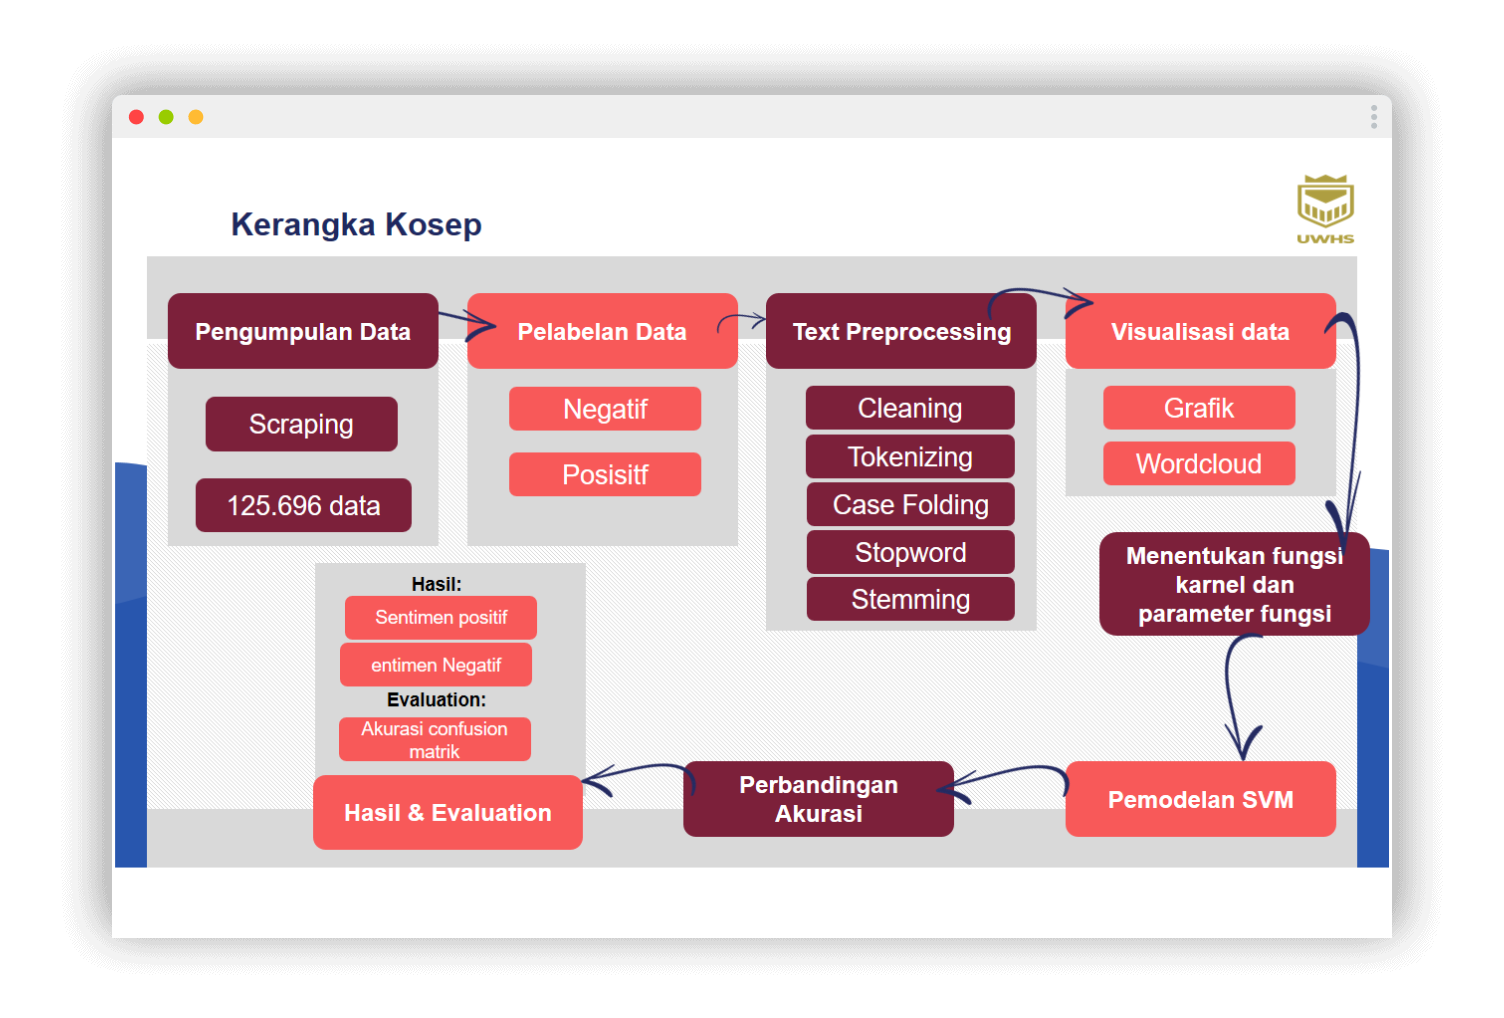 Kerangka Kosep
UWHS
Pengumpulan Data
Scraping
125.696 data
Pelabelan Data
Negatif
Posisitf
Text Preprocessing
Cleaning
Tokenizing
Case Folding
Stopword
Stemming
Visualisasi data
Grafik
Wordcloud
Menentukan fungsi
karnel dan
parameter fungsi
Pemodelan SVM
Perbandingan
Akurasi
Hasil:
Sentimen positif
entimen Negatif
Evaluation:
Akurasi confusion
matrik
Hasil & Evaluation